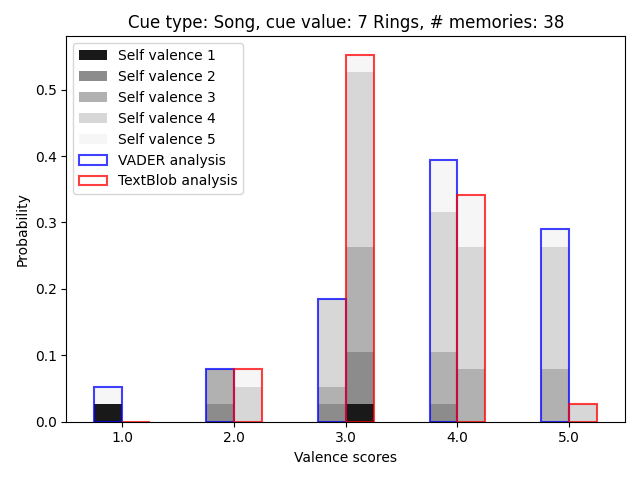 Cue type: Song, cue value: 7 Rings, # memories: 38
Self valence 1
Self valence 2
Self valence 3
Self valence 4
Self valence 5
VADER analysis
TextBlob analysis
Probability
0.5
0.4
0.3
0.2
0.1
0.0
1.0 2.0 3.0 4.0 5.0
Valence scores